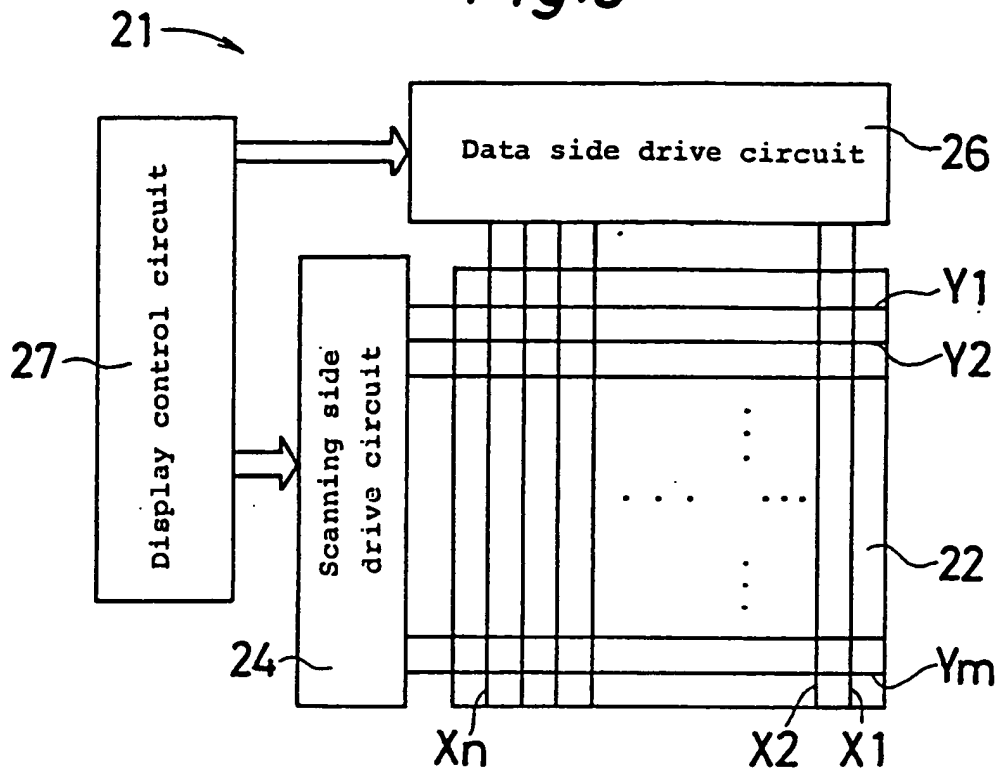 21
Data side drive circuit
26
Display control circuit
27
Scanning side
drive circuit
24
Y1
Y2
22
Ym
Xn
X2
X1